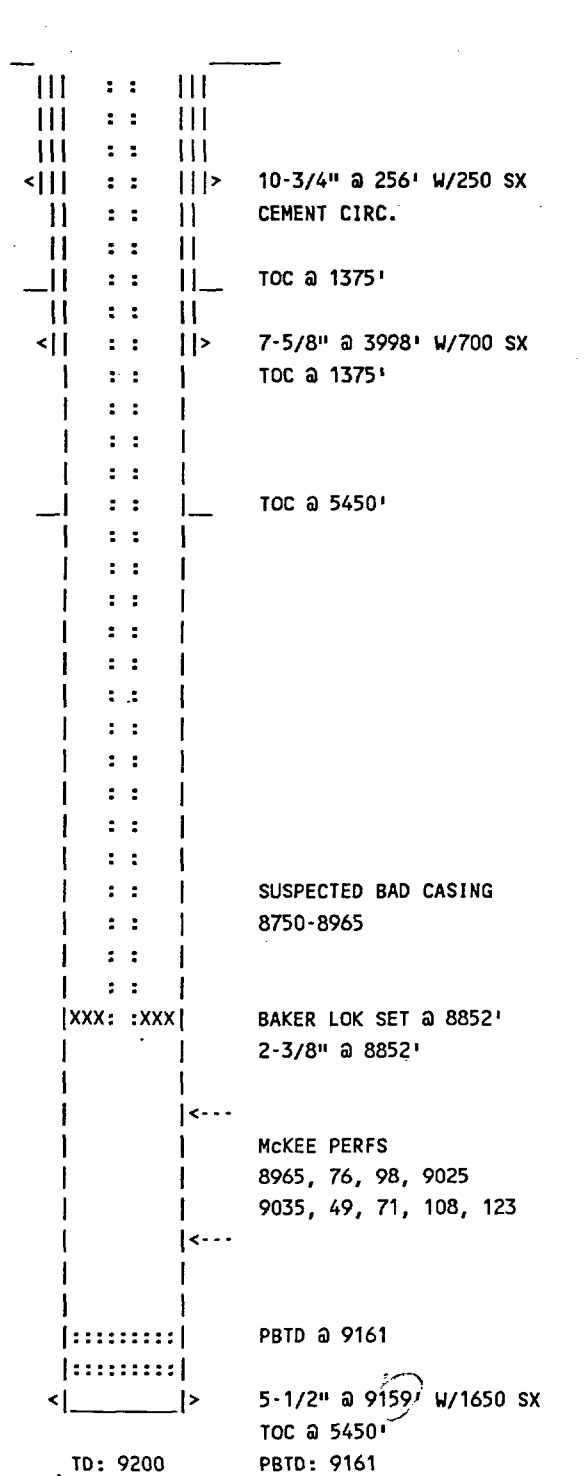 10-3/4" @ 256' W/250 SX
CEMENT CIRC.
TOC @ 1375'
7-5/8" @ 3998' W/700 SX
TOC @ 1375'
TOC @ 5450'
SUSPECTED BAD CASING
8750-8965
XXX: :XXX
BAKER LOK SET @ 8852'
2-3/8" @ 8852'
McKEE PERFS
8965, 76, 98, 9025
9035, 49, 71, 108, 123
PBTD @ 9161
5-1/2" @ 9159' W/1650 SX
TOC @ 5450'
TD: 9200 PBTD: 9161